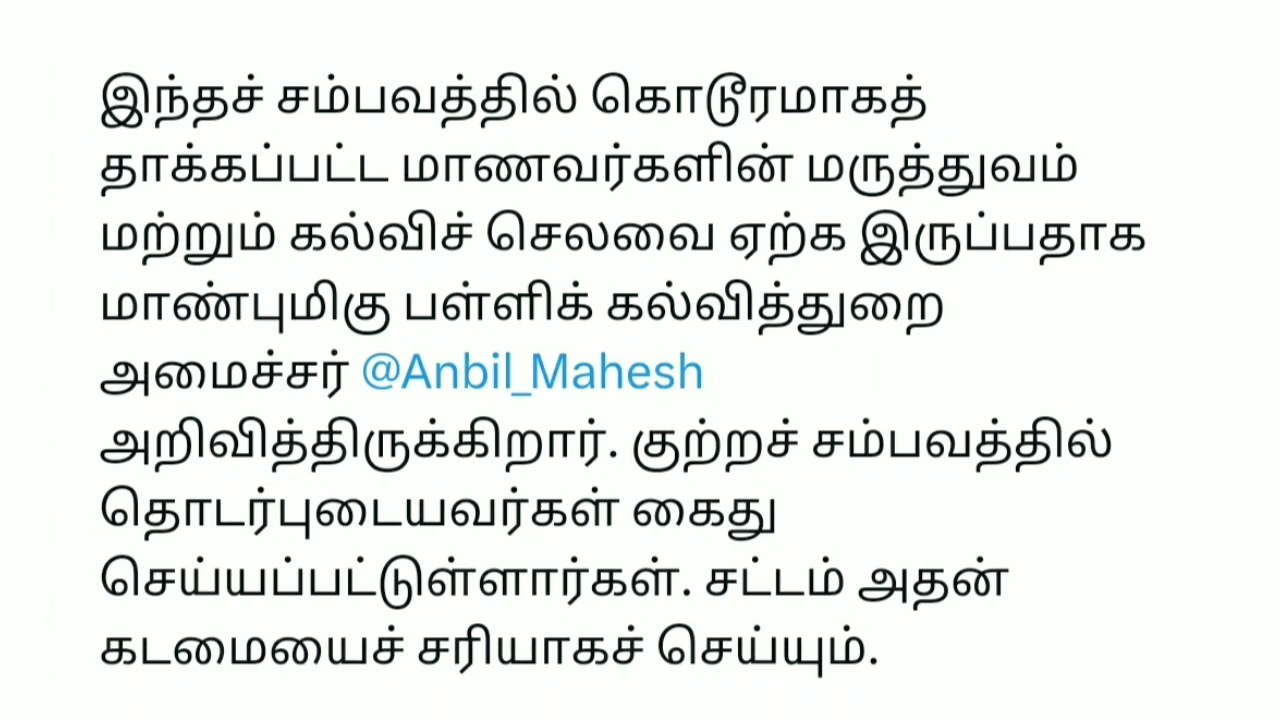 இந்தச் சம்பவத்தில் கொடூரமாகத்
தாக்கப்பட்ட மாணவர்களின் மருத்துவம்
மற்றும் கல்விச் செலவை ஏற்க இருப்பதாக
மாண்புமிகு பள்ளிக் கல்வித்துறை
அமைச்சர் @Anbil_Mahesh
அறிவித்திருக்கிறார். குற்றச் சம்பவத்தில்
தொடர்புடையவர்கள் கைது
செய்யப்பட்டுள்ளார்கள். சட்டம் அதன்
கடமையைச் சரியாகச் செய்யும்.